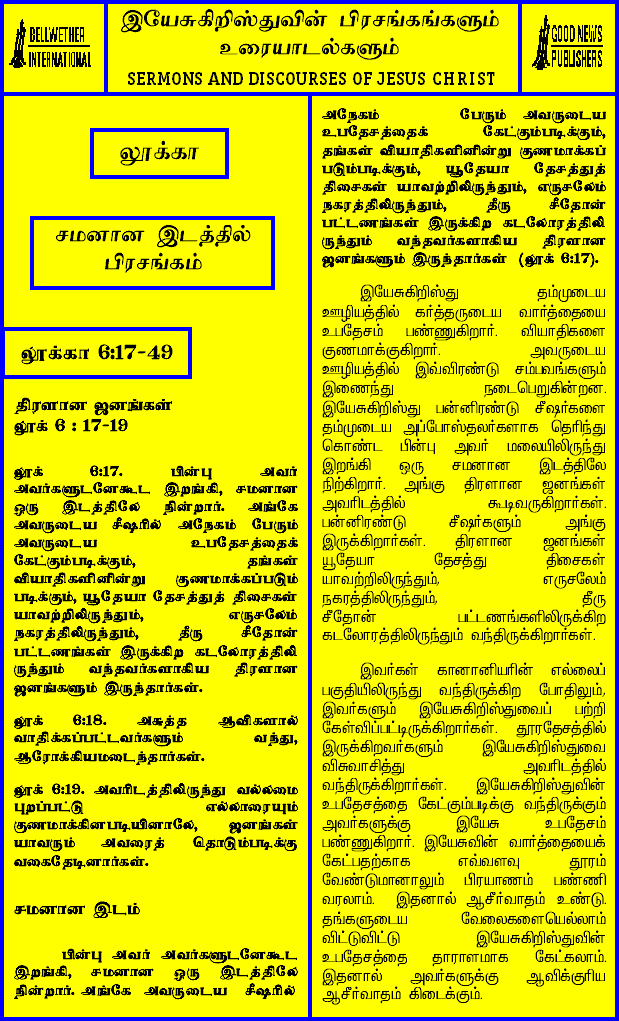 BELLWETHER
INTERNATIONAL
இயேசுகிறிஸ்துவின் பிரசங்கங்களும்
உரையாடல்களும்
SERMONS AND DISCOURSES OF JESUS CHRIST
GOOD NEWS
PUBLISHERS
லூக்கா
சமனான இடத்தில்
பிரசங்கம்
லூக்கா 6:17-49
திரளான ஜனங்கள்
லூக் 6 : 17-19
லூக் 6:17. பின்பு அவர்
அவர்களுடனேகூட இறங்கி, சமனான
ஒரு இடத்திலே நின்றார். அங்கே
அவருடைய சீஷரில் அநேகம் பேரும்
அவருடைய உபதேசத்தைக்
கேட்கும்படிக்கும், தங்கள்
வியாதிகளினின்று குணமாக்கப்படும்
படிக்கும், யூதேயா தேசத்துத் திசைகள்
யாவற்றிலிருந்தும், எருசலேம்
நகரத்திலிருந்தும், தீரு சீதோன்
பட்டணங்கள் இருக்கிற கடலோரத்திலி
ருந்தும் வந்தவர்களாகிய திரளான
ஜனங்களும் இருந்தார்கள்.
லூக் 6:18. அசுத்த ஆவிகளால்
வாதிக்கப்பட்டவர்களும் வந்து,
ஆரோக்கியமடைந்தார்கள்.
லூக் 6:19. அவரிடத்திலிருந்து வல்லமை
புறப்பட்டு எல்லாரையும்
குணமாக்கினபடியினாலே, ஜனங்கள்
யாவரும் அவரைத் தொடும்படிக்கு
வகைதேடினார்கள்.
சமனான இடம்
பின்பு அவர் அவர்களுடனேகூட
இறங்கி, சமனான ஒரு இடத்திலே
நின்றார். அங்கே அவருடைய சீஷரில்
அநேகம் பேரும் அவருடைய
உபதேசத்தைக் கேட்கும்படிக்கும்,
தங்கள் வியாதிகளினின்று குணமாக்கப்
படும்படிக்கும், யூதேயா தேசத்துத்
திசைகள் யாவற்றிலிருந்தும், எருசலேம்
நகரத்திலிருந்தும், தீரு சீதோன்
பட்டணங்கள் இருக்கிற கடலோரத்திலி
ருந்தும் வந்தவர்களாகிய திரளான
ஜனங்களும் இருந்தார்கள் (லூக் 6:17).
இயேசுகிறிஸ்து தம்முடைய
ஊழியத்தில் கர்த்தருடைய வார்த்தையை
உபதேசம் பண்ணுகிறார். வியாதிகளை
குணமாக்குகிறார். அவருடைய
ஊழியத்தில் இவ்விரண்டு சம்பவங்களும்
இணைந்து நடைபெறுகின்றன.
இயேசுகிறிஸ்து பன்னிரண்டு சீஷர்களை
தம்முடைய அப்போஸ்தலர்களாக தெரிந்து
கொண்ட பின்பு அவர் மலையிலிருந்து
இறங்கி ஒரு சமனான இடத்திலே
நிற்கிறார். அங்கு திரளான ஜனங்கள்
அவரிடத்தில் கூடிவருகிறார்கள்.
பன்னிரண்டு சீஷர்களும் அங்கு
இருக்கிறார்கள். திரளான ஜனங்கள்
யூதேயா தேசத்து திசைகள்
யாவற்றிலிருந்தும், எருசலேம்
நகரத்திலிருந்தும், தீரு
சீதோன் பட்டணங்களிலிருக்கிற
கடலோரத்திலிருந்தும் வந்திருக்கிறார்கள்.
இவர்கள் கானானியரின் எல்லைப்
பகுதியிலிருந்து வந்திருக்கிற போதிலும்,
இவர்களும் இயேசுகிறிஸ்துவைப் பற்றி
கேள்விப்பட்டிருக்கிறார்கள். தூரதேசத்தில்
இருக்கிறவர்களும் இயேசுகிறிஸ்துவை
விசுவாசித்து அவரிடத்தில்
வந்திருக்கிறார்கள். இயேசுகிறிஸ்துவின்
உபதேசத்தை கேட்கும்படிக்கு வந்திருக்கும்
அவர்களுக்கு இயேசு உபதேசம்
பண்ணுகிறார். இயேசுவின் வார்த்தையைக்
கேட்பதற்காக எவ்வளவு தூரம்
வேண்டுமானாலும் பிரயாணம் பண்ணி
வரலாம். இதனால் ஆசீர்வாதம் உண்டு.
தங்களுடைய வேலைகளையெல்லாம்
விட்டுவிட்டு இயேசுகிறிஸ்துவின்
உபதேசத்தை தாராளமாக கேட்கலாம்.
இதனால் அவர்களுக்கு ஆவிக்குரிய
ஆசீர்வாதம் கிடைக்கும்.